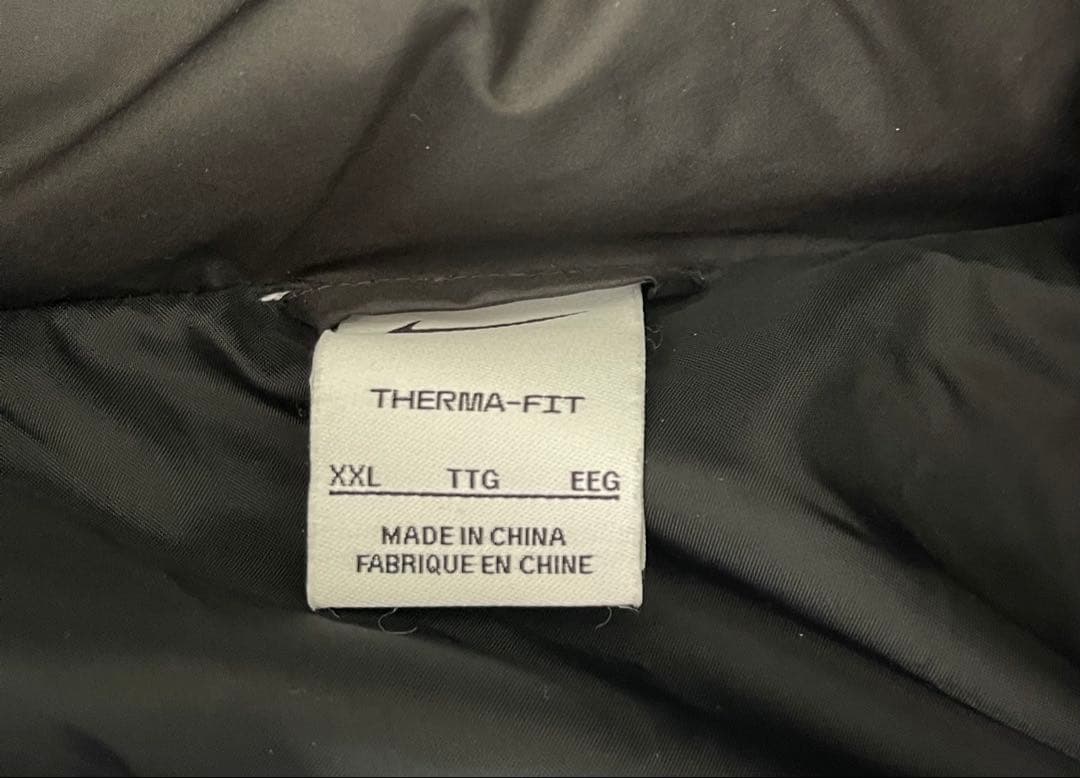 THERMA-FIT
XXL TTG EEG
MADE IN CHINA
FABRIQUE EN CHINE